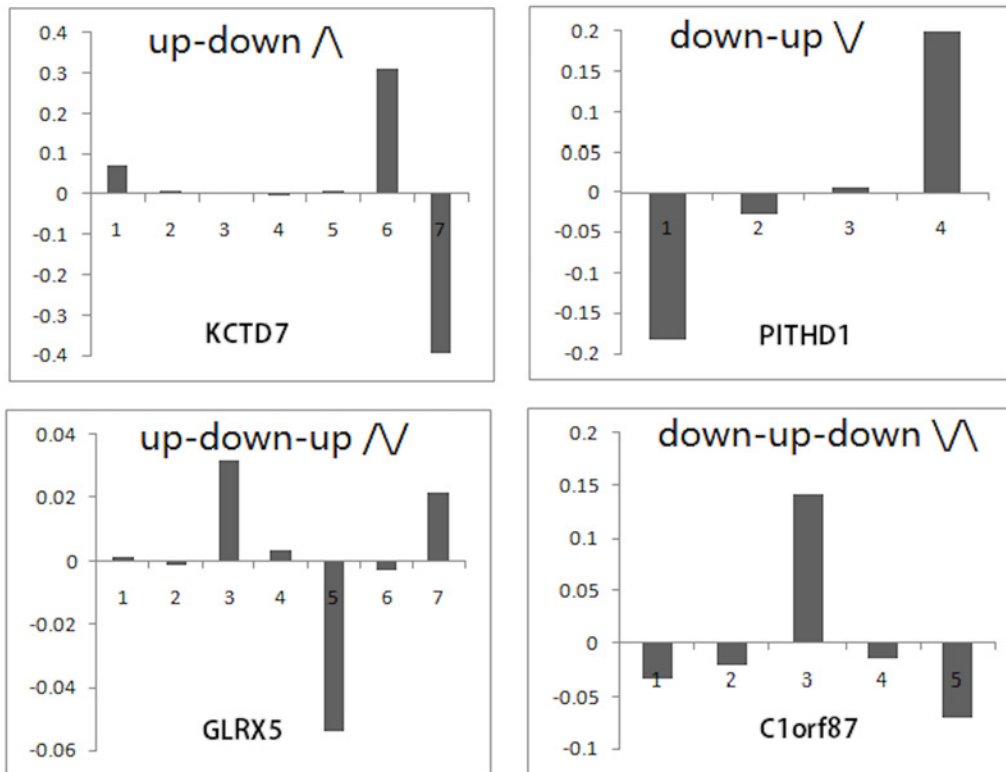 up-down /\
0.4
0.3
0.2
0.1
0
-0.1
-0.2
-0.3
-0.4
1 2 3 4 5 6 7
KCTD7
down-up \/
0.2
0.15
0.1
0.05
0
-0.05
-0.1
-0.15
-0.2
1 2 3 4
PITHD1
up-down-up /\/
0.04
0.02
0
-0.02
-0.04
-0.06
1 2 3 4 5 6 7
GLRX5
down-up-down \/\
0.2
0.15
0.1
0.05
0
-0.05
-0.1
1 2 3 4 5
C1orf87